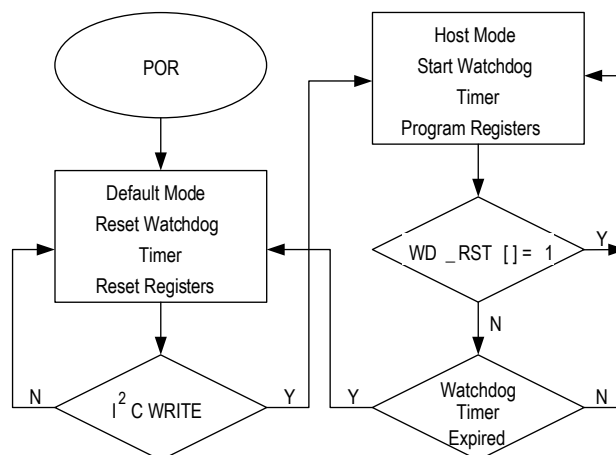 POR
Default Mode
Reset Watchdog
Timer
Reset Registers
N
I² C WRITE
Y
Host Mode
Start Watchdog
Timer
Program Registers
WD _RST [ ] = 1
Y
N
Y
Watchdog
Timer
Expired
N